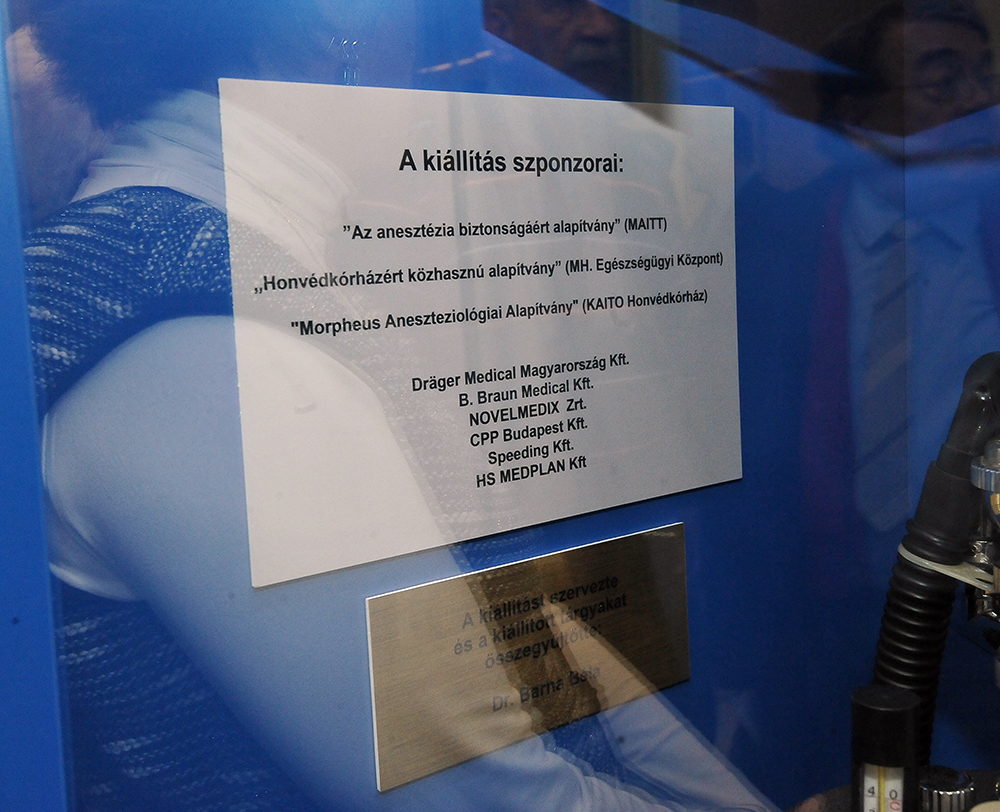 A kiállítás szponzorai:
”Az anesztézia biztonságáért alapítvány” (MAITT)
„Honvédkórházért közhasznú alapítvány” (MH. Egészségügyi Központ)
"Morpheus Aneszteziológiai Alapítvány" (KAITO Honvédkórház)
Dräger Medical Magyarország Kft.
B. Braun Medical Kft.
NOVELMEDIX Zrt.
CPP Budapest Kft.
Speeding Kft.
HS MEDPLAN Kft
A kiállítást szervezte
és a kiállított tárgyakat
összegyűjtötte:
Dr. Barna Béla
4 0